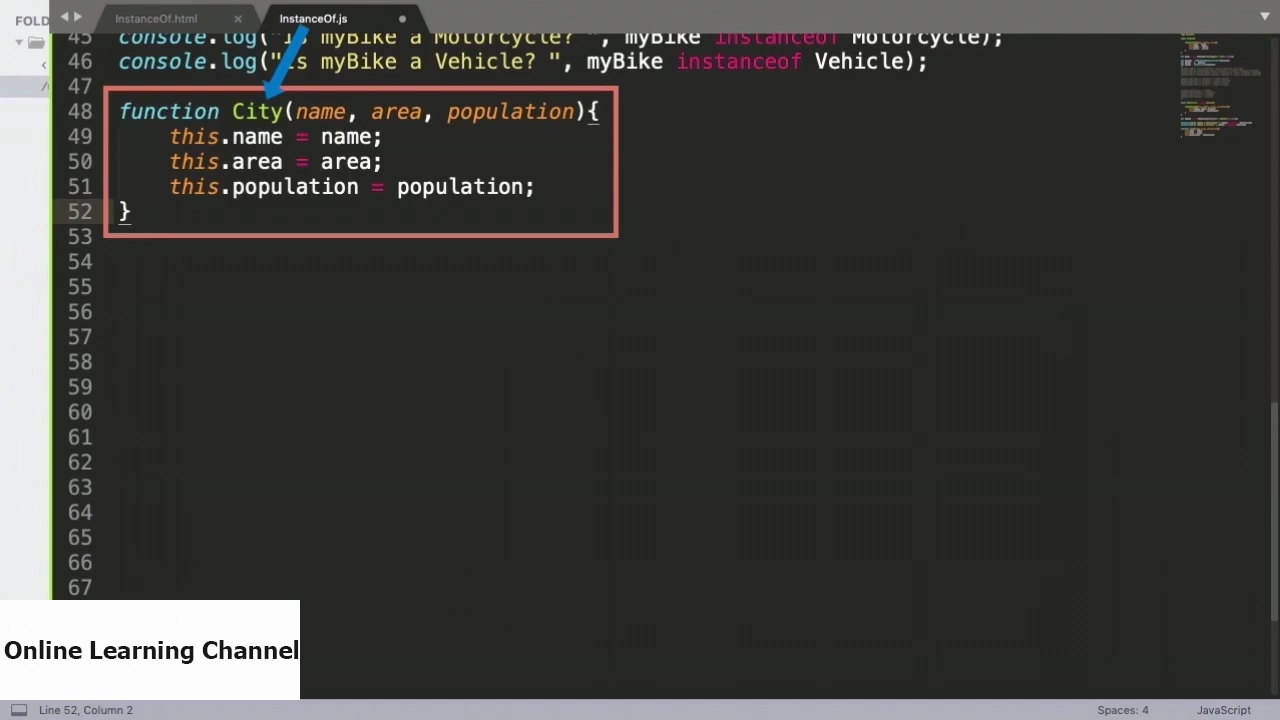 FOLD
InstanceOf.html
InstanceOf.js
45 console.log("Is myBike a Motorcycle? ", myBike instanceof Motorcycle);
46 console.log("Is myBike a Vehicle? ", myBike instanceof Vehicle);
47
48 function City(name, area, population){
49 this.name = name;
50 this.area = area;
51 this.population = population;
52 }
53
54
55
56
57
58
59
60
61
62
63
64
65
66
67
Online Learning Channel
Line 52, Column 2
Spaces: 4
JavaScript